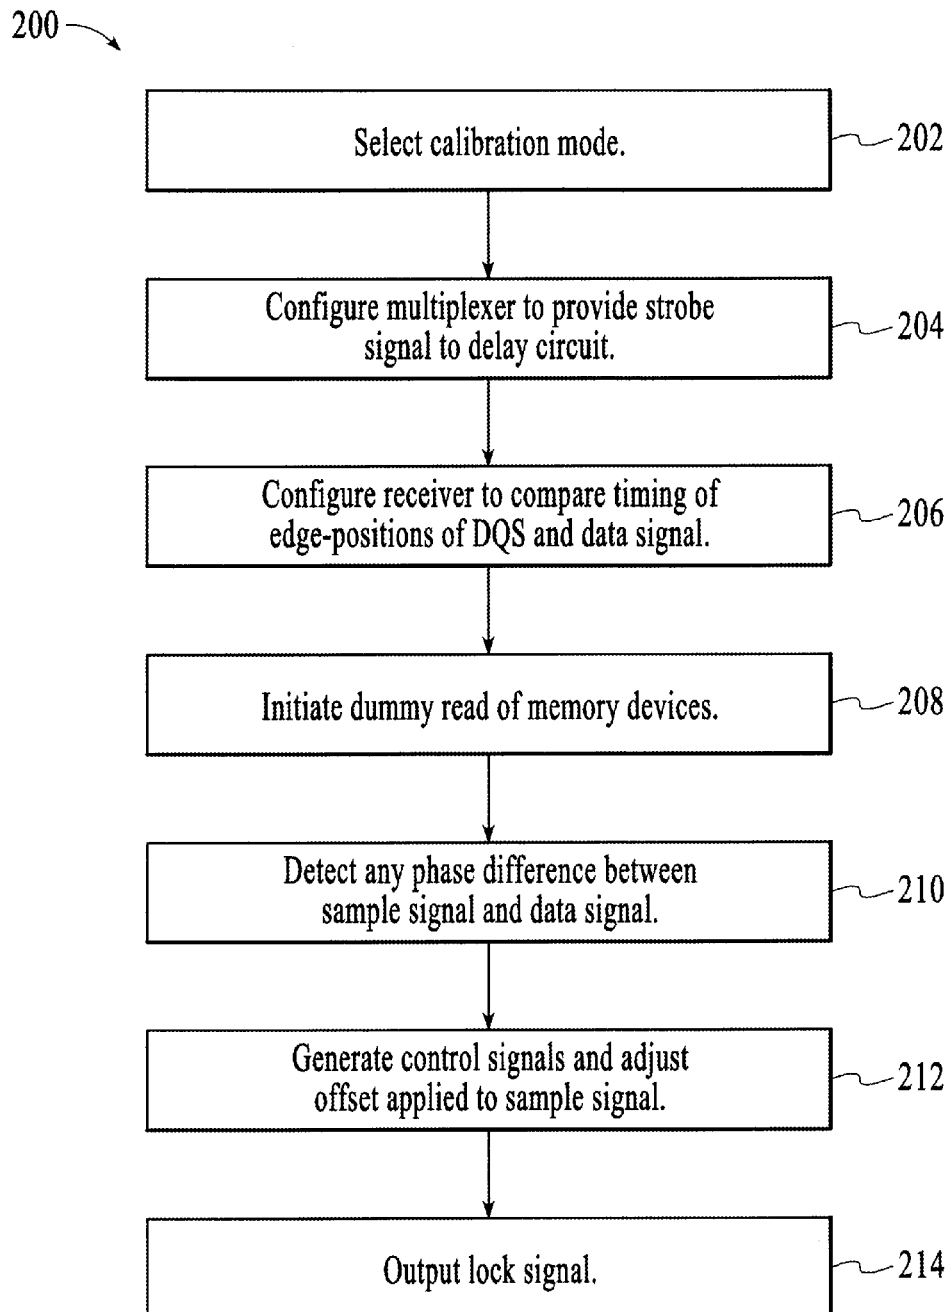 200
Select calibration mode.
202
Configure multiplexer to provide strobe
signal to delay circuit.
204
Configure receiver to compare timing of
edge-positions of DQS and data signal.
206
Initiate dummy read of memory devices.
208
Detect any phase difference between
sample signal and data signal.
210
Generate control signals and adjust
offset applied to sample signal.
212
Output lock signal.
214